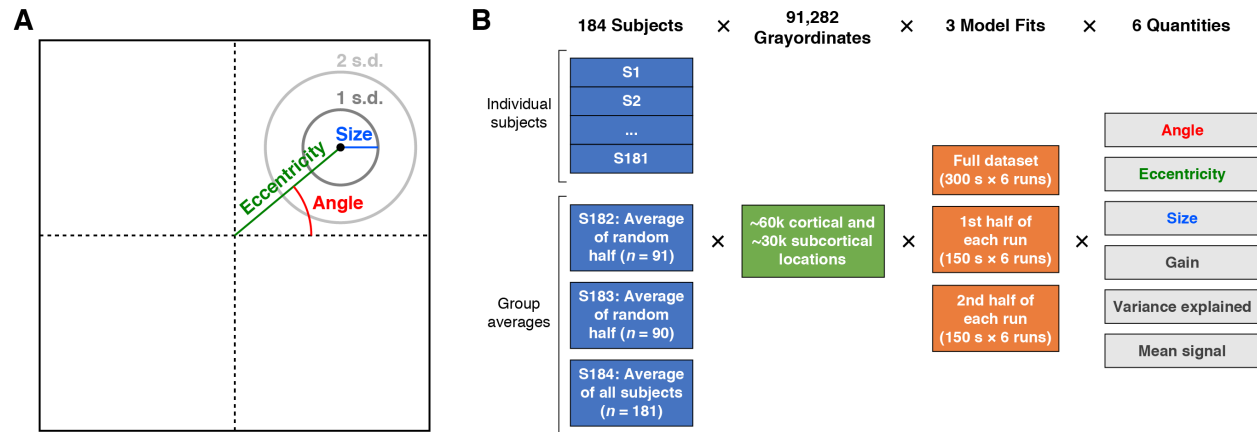 A
2 s.d.
1 s.d.
Size
Eccentricity
Angle
B
184 Subjects
×
91,282
Grayordinates
×
3 Model Fits
×
6 Quantities
Individual
subjects
S1
S2
...
S181
Group
averages
S182: Average
of random
half (n = 91)
S183: Average
of random
half (n = 90)
S184: Average
of all subjects
(n = 181)
×
~60k cortical and
~30k subcortical
locations
×
Full dataset
(300 s × 6 runs)
1st half of
each run
(150 s × 6 runs)
2nd half of
each run
(150 s × 6 runs)
×
Angle
Eccentricity
Size
Gain
Variance explained
Mean signal